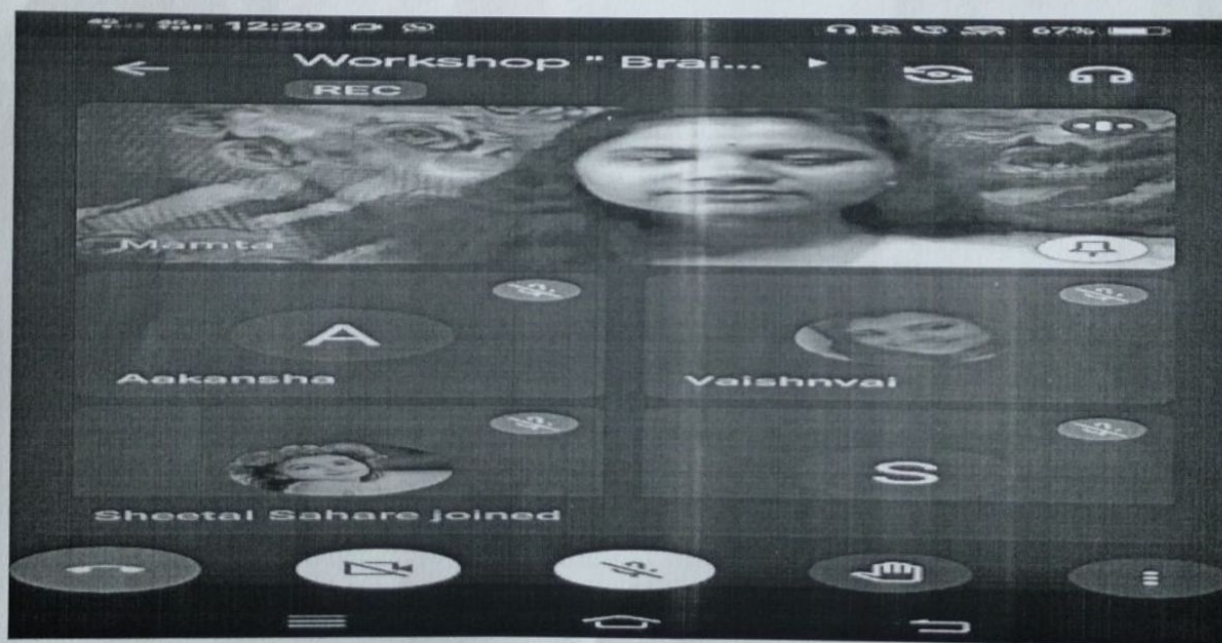 12:29 67%
Workshop " Brai...
REC
Mamta
A
Aakansha
Vaishnvai
S
Sheetal Sahare joined